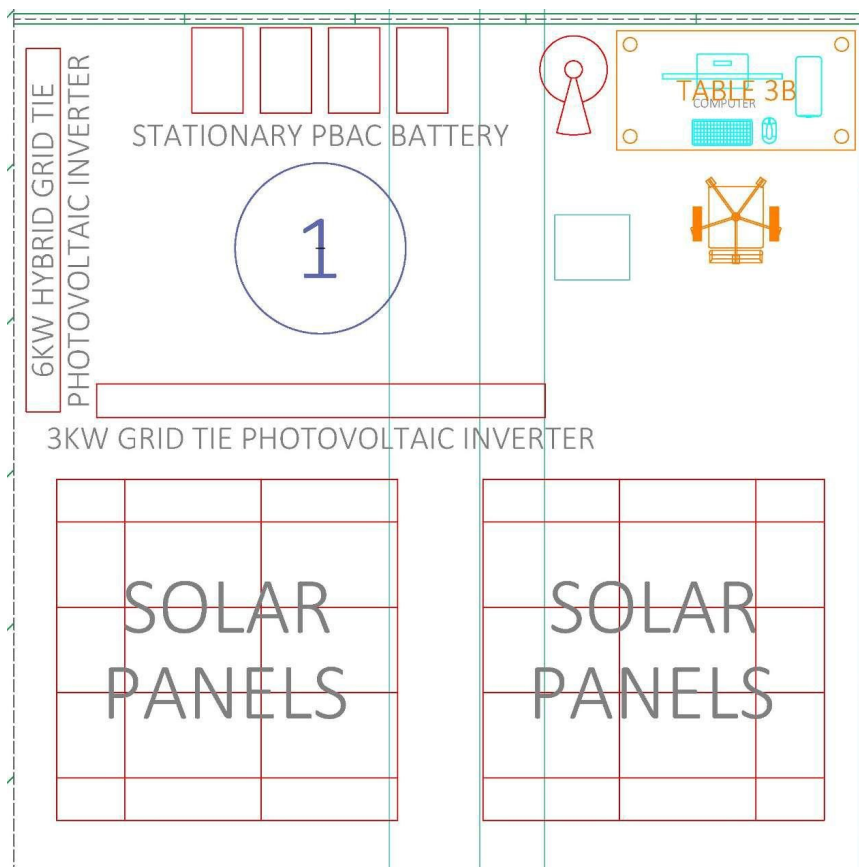 6KW HYBRID GRID TIE
PHOTOVOLTAIC INVERTER
STATIONARY PBAC BATTERY
TABLE 3B
COMPUTER
1
3KW GRID TIE PHOTOVOLTAIC INVERTER
SOLAR
PANELS
SOLAR
PANELS